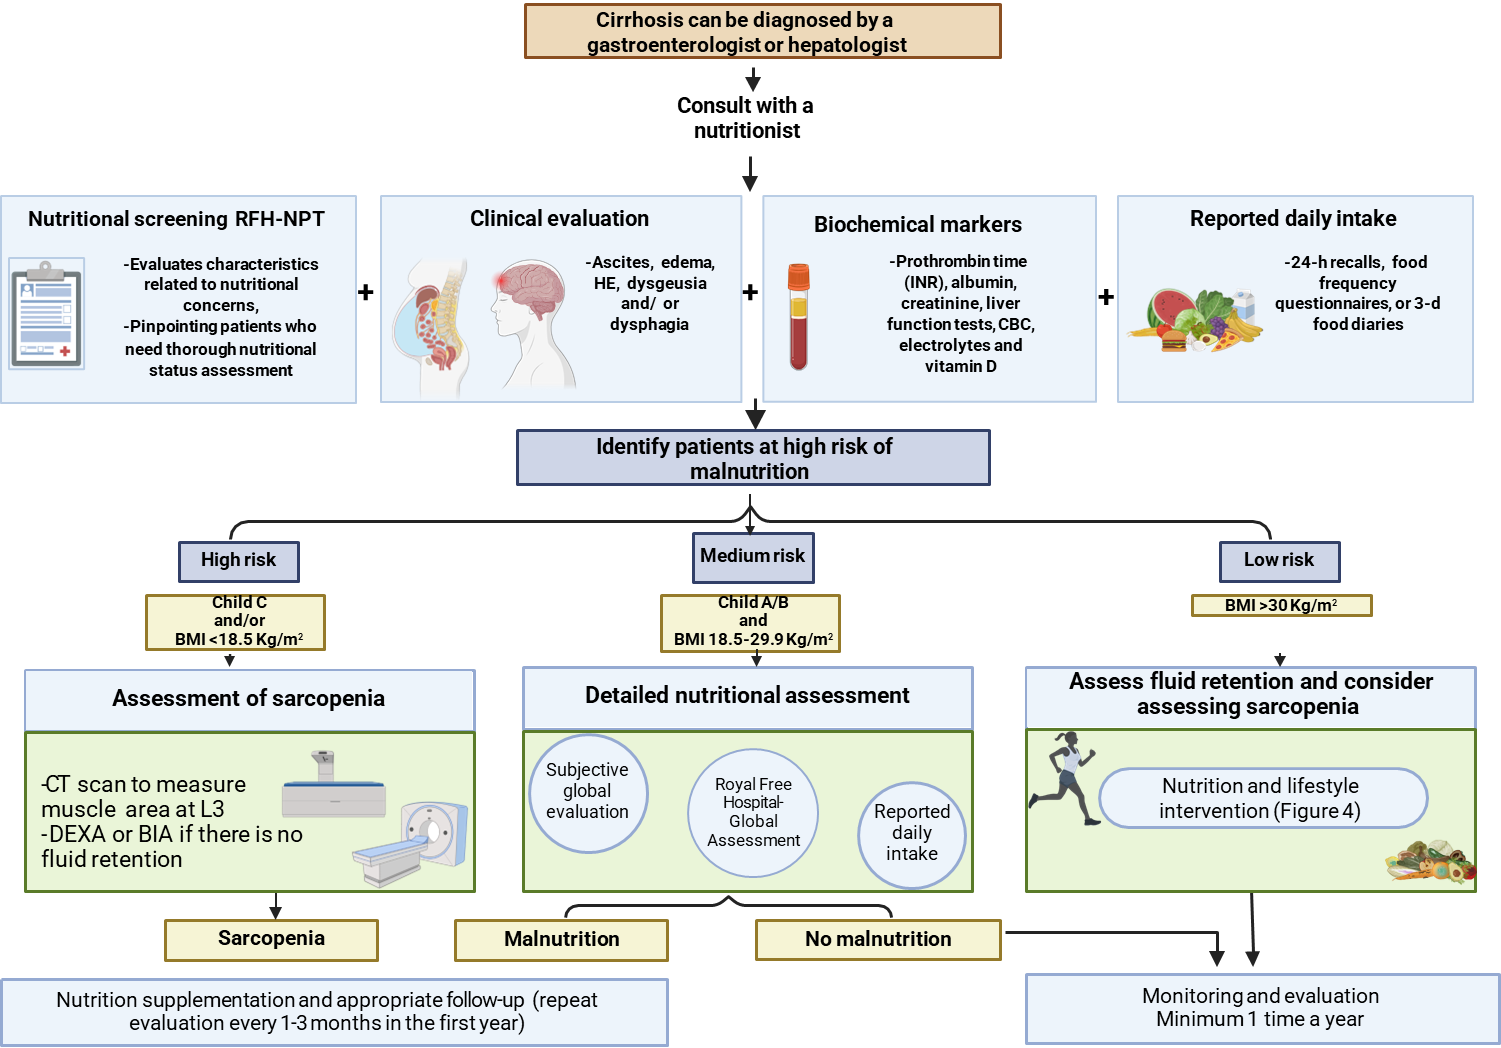 Cirrhosis can be diagnosed by a
gastroenterologist or hepatologist
Consult with a
nutritionist
Nutritional screening RFH-NPT
-Evaluates characteristics
related to nutritional
concerns,
-Pinpointing patients who
need thorough nutritional
status assessment
+
Clinical evaluation
-Ascites, edema,
HE, dysgeusia
and/ or
dysphagia
+
Biochemical markers
-Prothrombin time
(INR), albumin,
creatinine, liver
function tests, CBC,
electrolytes and
vitamin D
+
Reported daily intake
-24-h recalls, food
frequency
questionnaires, or 3-d
food diaries
Identify patients at high risk of
malnutrition
High risk
Medium risk
Low risk
Child C
and/or
BMI <18.5 Kg/m²
Child A/B
and
BMI 18.5-29.9 Kg/m²
BMI >30 Kg/m²
Assessment of sarcopenia
-CT scan to measure
muscle area at L3
-DEXA or BIA if there is no
fluid retention
Detailed nutritional assessment
Subjective
global
evaluation
Royal Free
Hospital-
Global
Assessment
Reported
daily
intake
Assess fluid retention and consider
assessing sarcopenia
Nutrition and lifestyle
intervention (Figure 4)
Sarcopenia
Malnutrition
No malnutrition
Nutrition supplementation and appropriate follow-up (repeat
evaluation every 1-3 months in the first year)
Monitoring and evaluation
Minimum 1 time a year